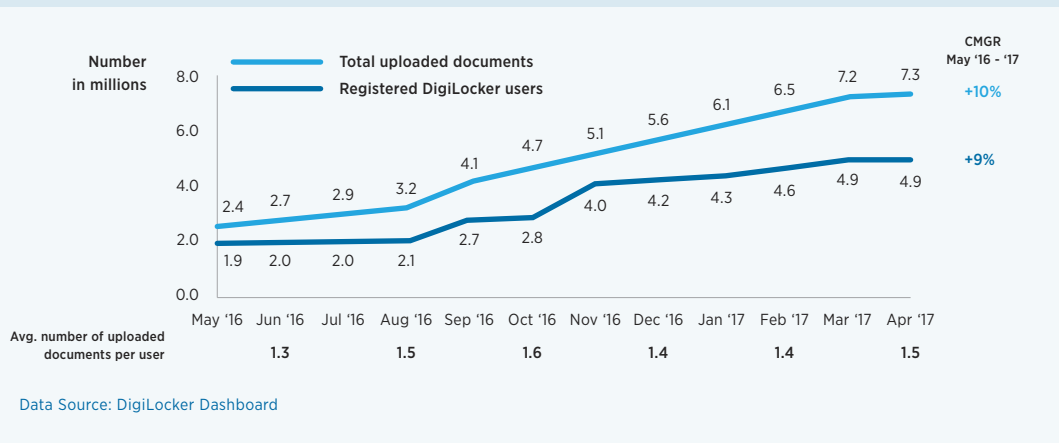 CMGR
May ‘16 - ‘17
Number
in millions
Total uploaded documents
Registered DigiLocker users
8.0
6.0
4.0
2.0
0.0
2.4 2.7 2.9 3.2 4.1 4.7 5.1 5.6 6.1 6.5 7.2 7.3
+10%
1.9 2.0 2.0 2.1 2.7 2.8 4.0 4.2 4.3 4.6 4.9 4.9
+9%
May ‘16 Jun ‘16 Jul ‘16 Aug ‘16 Sep ‘16 Oct ‘16 Nov ‘16 Dec ‘16 Jan ‘17 Feb ‘17 Mar ‘17 Apr ‘17
Avg. number of uploaded
documents per user
1.3 1.5 1.6 1.4 1.4 1.5
Data Source: DigiLocker Dashboard